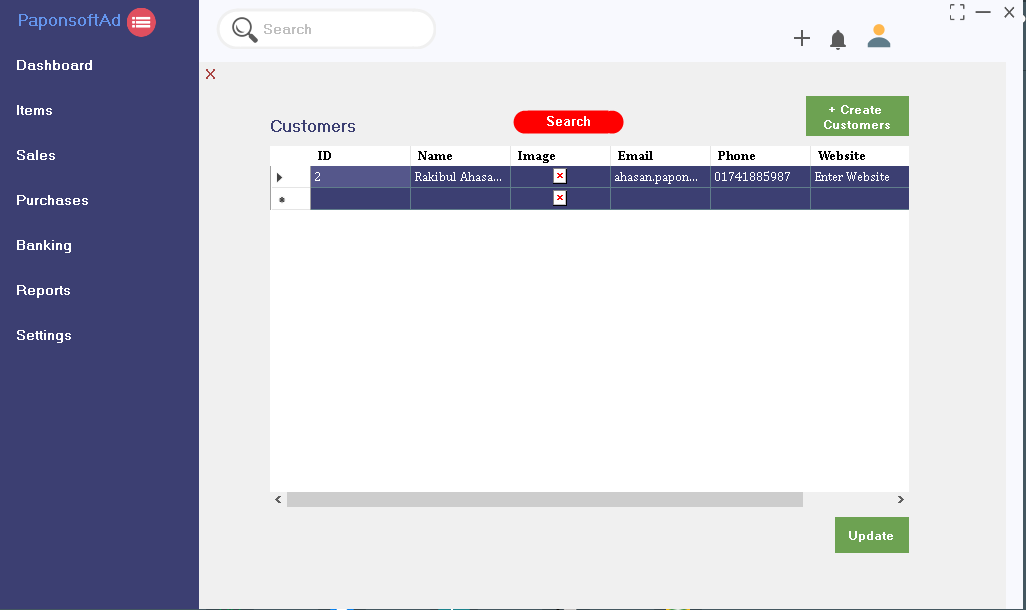 PaponsoftAd
Search
Dashboard
Items
Sales
Purchases
Banking
Reports
Settings
X
Customers
Search
+ Create
Customers
ID Name Image Email Phone Website
2 Rakibul Ahasa... ahasan.papon... 01741885987 Enter Website
Update